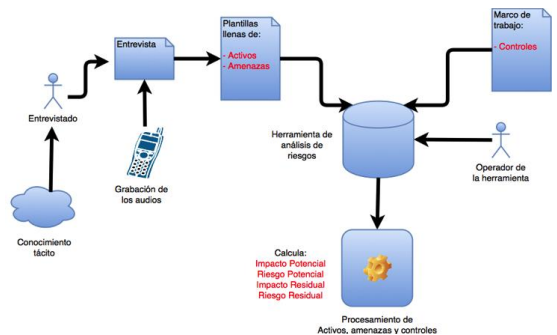 Plantillas
llenas de:
- Activos
- Amenazas
Marco de
trabajo:
- Controles
Entrevista
Entrevistado
Grabación de
los audios
Conocimiento
tácito
Herramienta de
análisis de
riesgos
Operador de
la herramienta
Calcula:
Impacto Potencial
Riesgo Potencial
Impacto Residual
Riesgo Residual
Procesamiento de
Activos, amenazas y controles